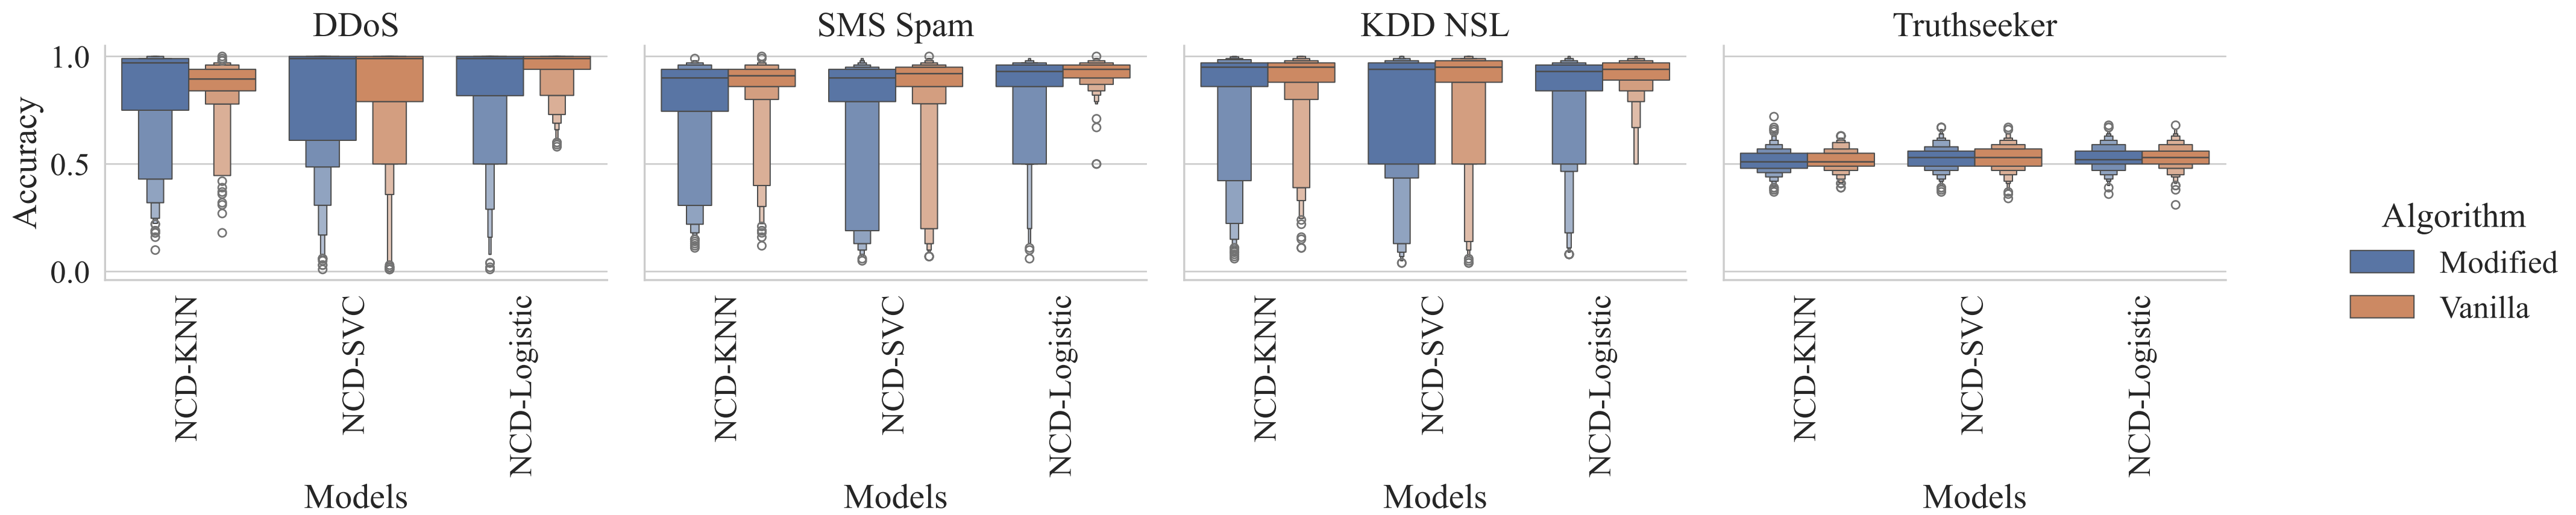 DDoS
SMS Spam
KDD NSL
Truthseeker
Accuracy
1.0
0.5
0.0
NCD-KNN
NCD-SVC
NCD-Logistic
NCD-KNN
NCD-SVC
NCD-Logistic
NCD-KNN
NCD-SVC
NCD-Logistic
NCD-KNN
NCD-SVC
NCD-Logistic
Models
Models
Models
Models
Algorithm
Modified
Vanilla